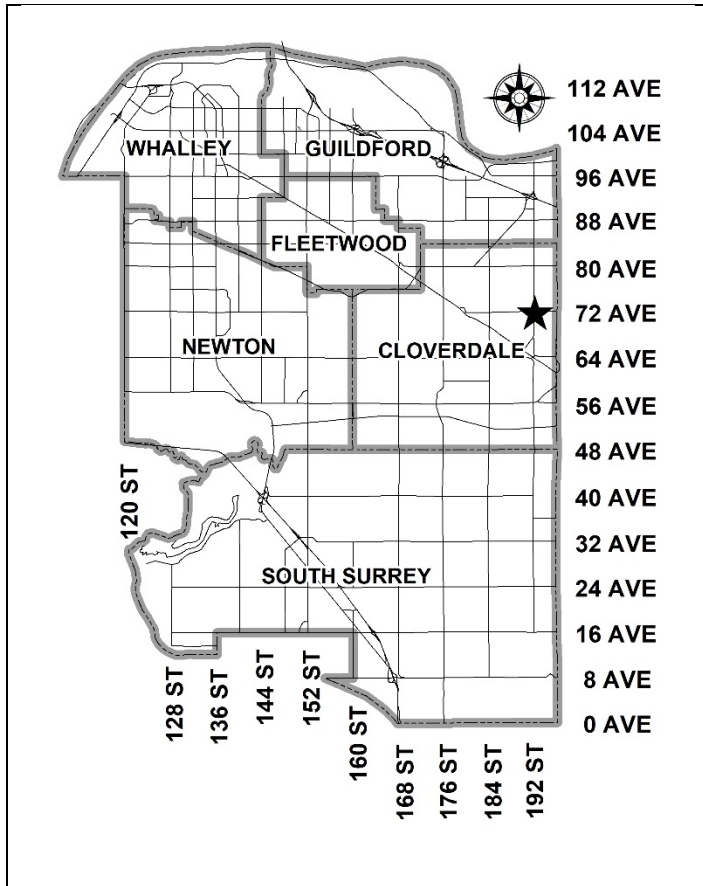 112 AVE
104 AVE
WHALLEY
GUILDFORD
96 AVE
88 AVE
FLEETWOOD
80 AVE
72 AVE
NEWTON
CLOVERDALE
64 AVE
56 AVE
48 AVE
120 ST
40 AVE
32 AVE
SOUTH SURREY
24 AVE
16 AVE
8 AVE
0 AVE
128 ST
136 ST
144 ST
152 ST
160 ST
168 ST
176 ST
184 ST
192 ST